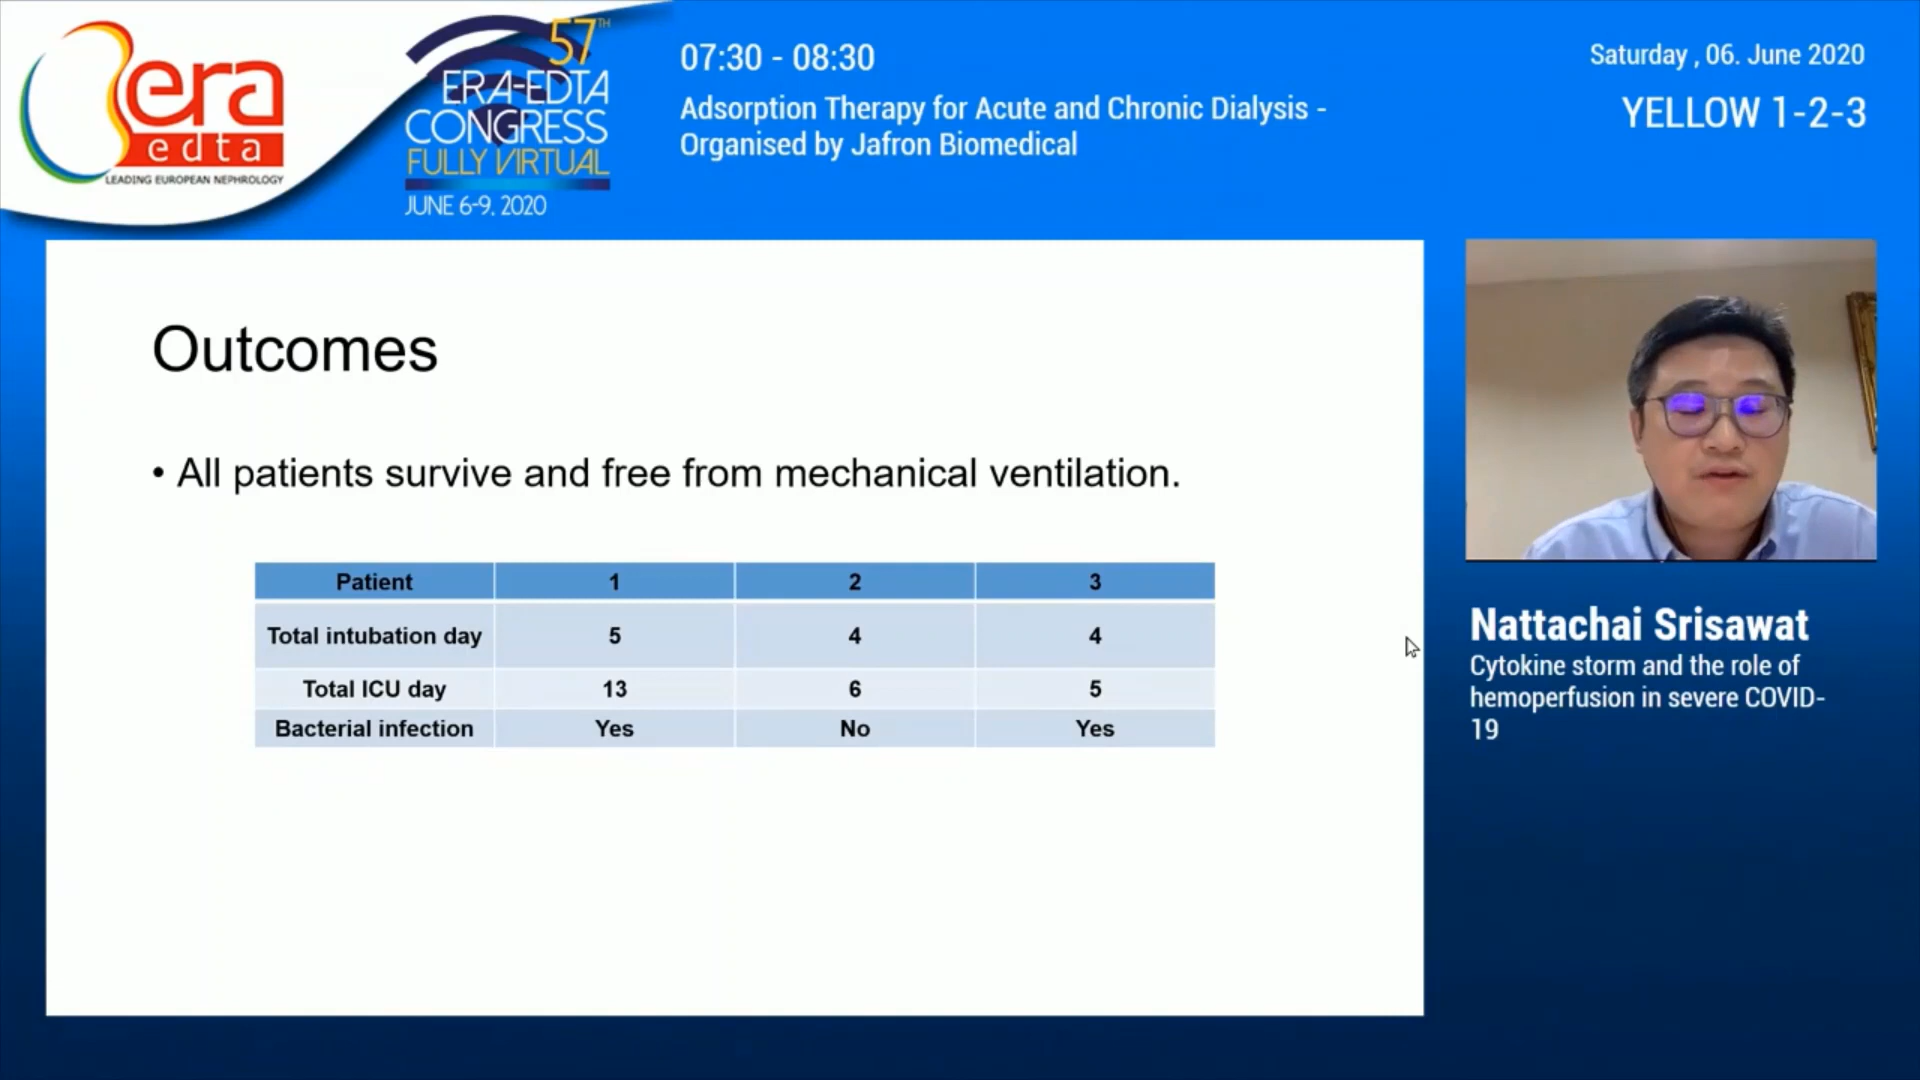 era
edta
LEADING EUROPEAN NEPHROLOGY
57TH
ERA-EDTA
CONGRESS
FULLY VIRTUAL
JUNE 6-9, 2020
07:30 - 08:30
Adsorption Therapy for Acute and Chronic Dialysis -
Organised by Jafron Biomedical
Saturday , 06. June 2020
YELLOW 1-2-3
Outcomes
• All patients survive and free from mechanical ventilation.
Patient 1 2 3
Total intubation day 5 4 4
Total ICU day 13 6 5
Bacterial infection Yes No Yes
Nattachai Srisawat
Cytokine storm and the role of
hemoperfusion in severe COVID-
19